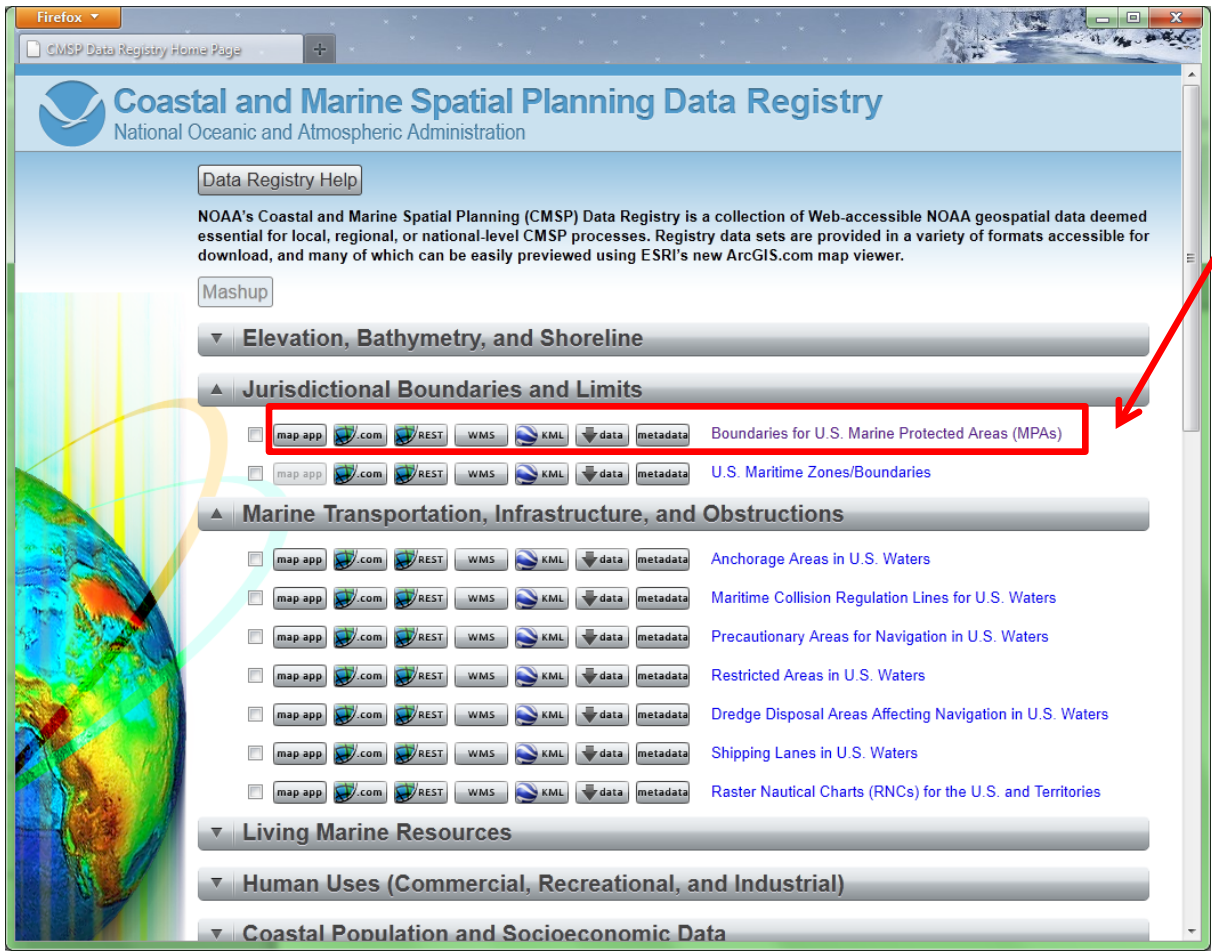 Firefox
CMSP Data Registry Home Page
Coastal and Marine Spatial Planning Data Registry
National Oceanic and Atmospheric Administration
Data Registry Help
NOAA's Coastal and Marine Spatial Planning (CMSP) Data Registry is a collection of Web-accessible NOAA geospatial data deemed
essential for local, regional, or national-level CMSP processes. Registry data sets are provided in a variety of formats accessible for
download, and many of which can be easily previewed using ESRI's new ArcGIS.com map viewer.
Mashup
Elevation, Bathymetry, and Shoreline
Jurisdictional Boundaries and Limits
map app .com REST WMS KML data metadata Boundaries for U.S. Marine Protected Areas (MPAs)
map app .com REST WMS KML data metadata U.S. Maritime Zones/Boundaries
Marine Transportation, Infrastructure, and Obstructions
map app .com REST WMS KML data metadata Anchorage Areas in U.S. Waters
map app .com REST WMS KML data metadata Maritime Collision Regulation Lines for U.S. Waters
map app .com REST WMS KML data metadata Precautionary Areas for Navigation in U.S. Waters
map app .com REST WMS KML data metadata Restricted Areas in U.S. Waters
map app .com REST WMS KML data metadata Dredge Disposal Areas Affecting Navigation in U.S. Waters
map app .com REST WMS KML data metadata Shipping Lanes in U.S. Waters
map app .com REST WMS KML data metadata Raster Nautical Charts (RNCs) for the U.S. and Territories
Living Marine Resources
Human Uses (Commercial, Recreational, and Industrial)
Coastal Population and Socioeconomic Data